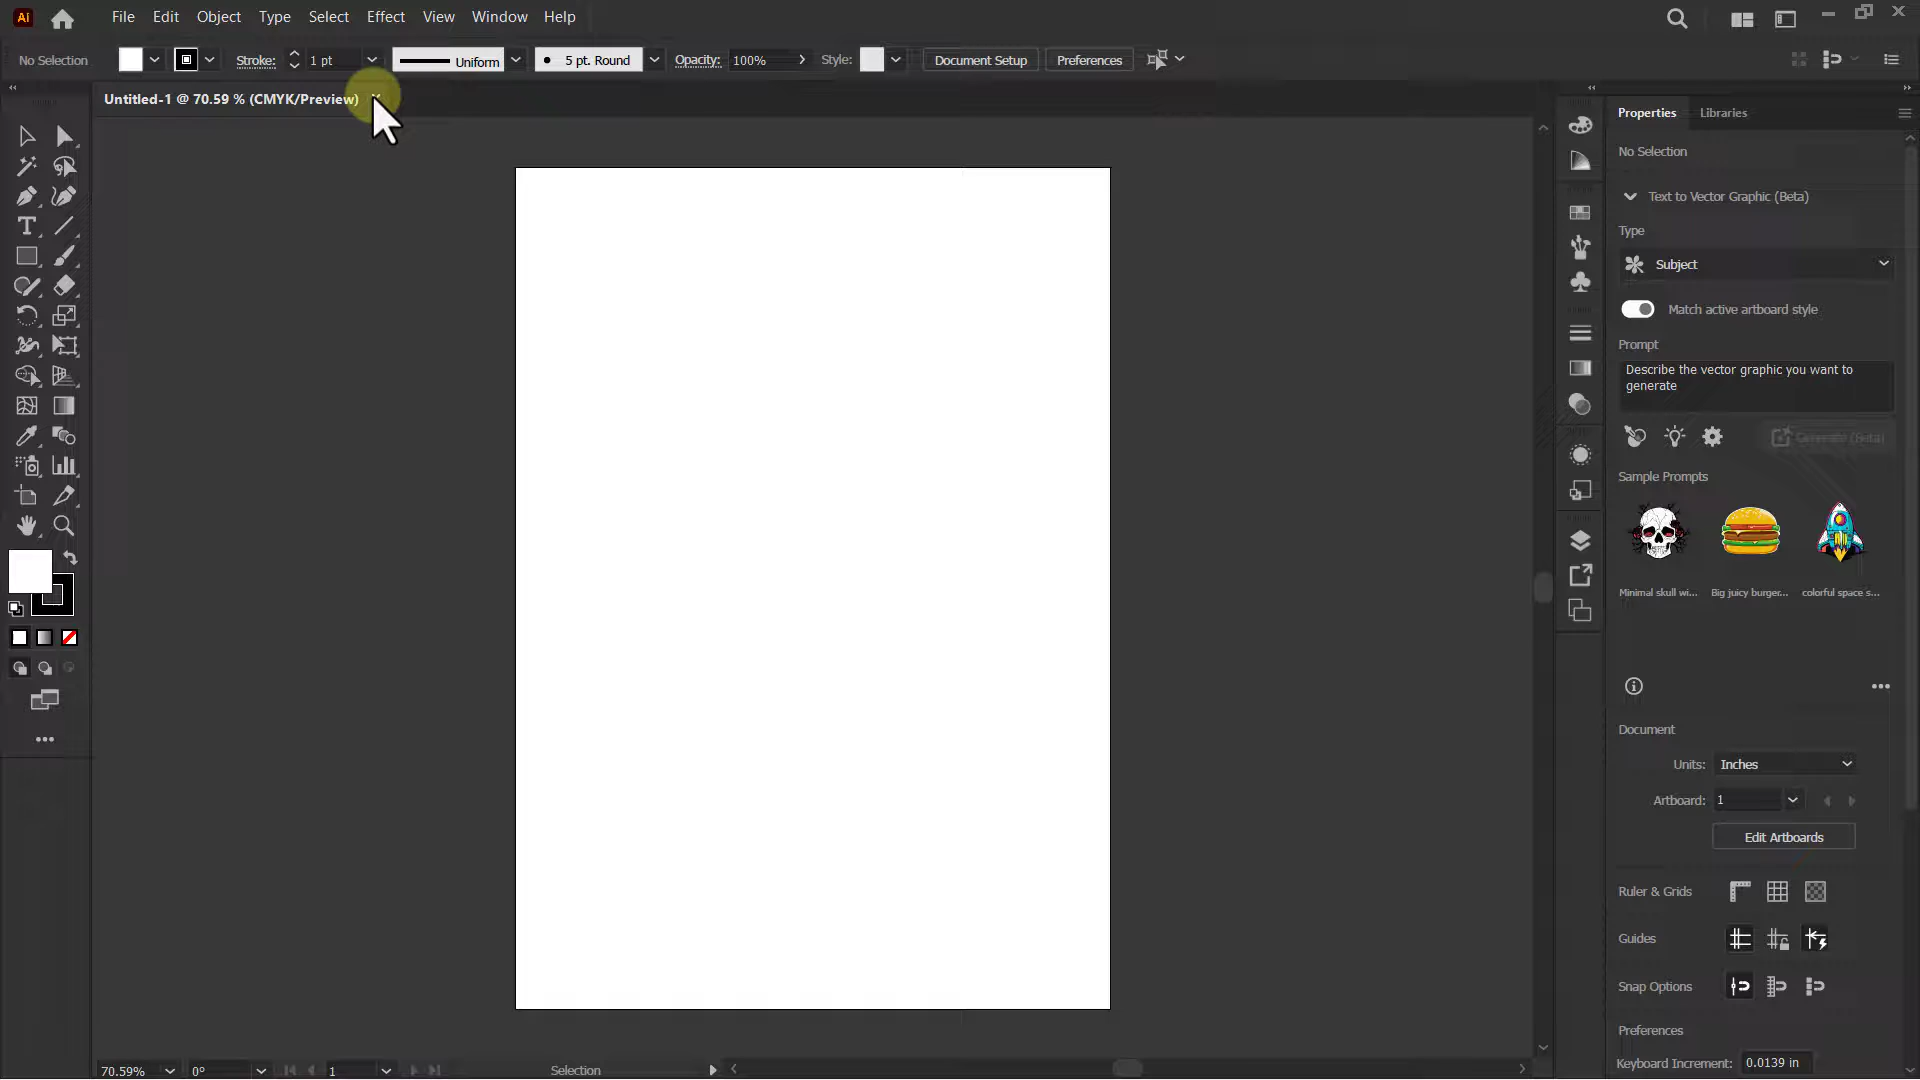 Ai File Edit Object Type Select Effect View Window Help
No Selection Stroke: 1 pt Uniform 5 pt. Round Opacity: 100% Style: Document Setup Preferences
Untitled-1 @ 70.59 % (CMYK/Preview)
Properties Libraries
No Selection
Text to Vector Graphic (Beta)
Type
Subject
Match active artboard style
Prompt
Describe the vector graphic you want to
generate
Generate (Beta)
Sample Prompts
Minimal skull wi... Big juicy burger... colorful space s...
Document
Units: Inches
Artboard: 1
Edit Artboards
Ruler & Grids
Guides
Snap Options
Preferences
Keyboard Increment: 0.0139 in
70.59% 0° 1 Selection